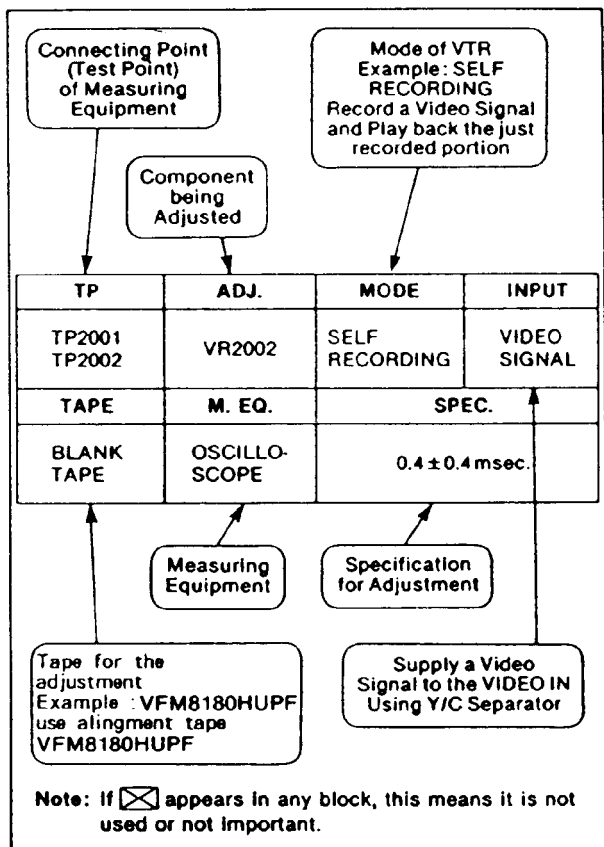 Connecting Point
(Test Point)
of Measuring
Equipment
Mode of VTR
Example: SELF
RECORDING
Record a Video Signal
and Play back the just
recorded portion
Component
being
Adjusted
TP ADJ. MODE INPUT
TP2001
TP2002
VR2002
SELF
RECORDING
VIDEO
SIGNAL
TAPE M. EQ. SPEC.
BLANK
TAPE
OSCILLO-
SCOPE
0.4±0.4msec.
Measuring
Equipment
Specification
for Adjustment
Tape for the
adjustment
Example :VFM8180HUPF
use alingment tape
VFM8180HUPF
Supply a Video
Signal to the VIDEO IN
Using Y/C Separator
Note: If appears in any block, this means it is not
used or not important.